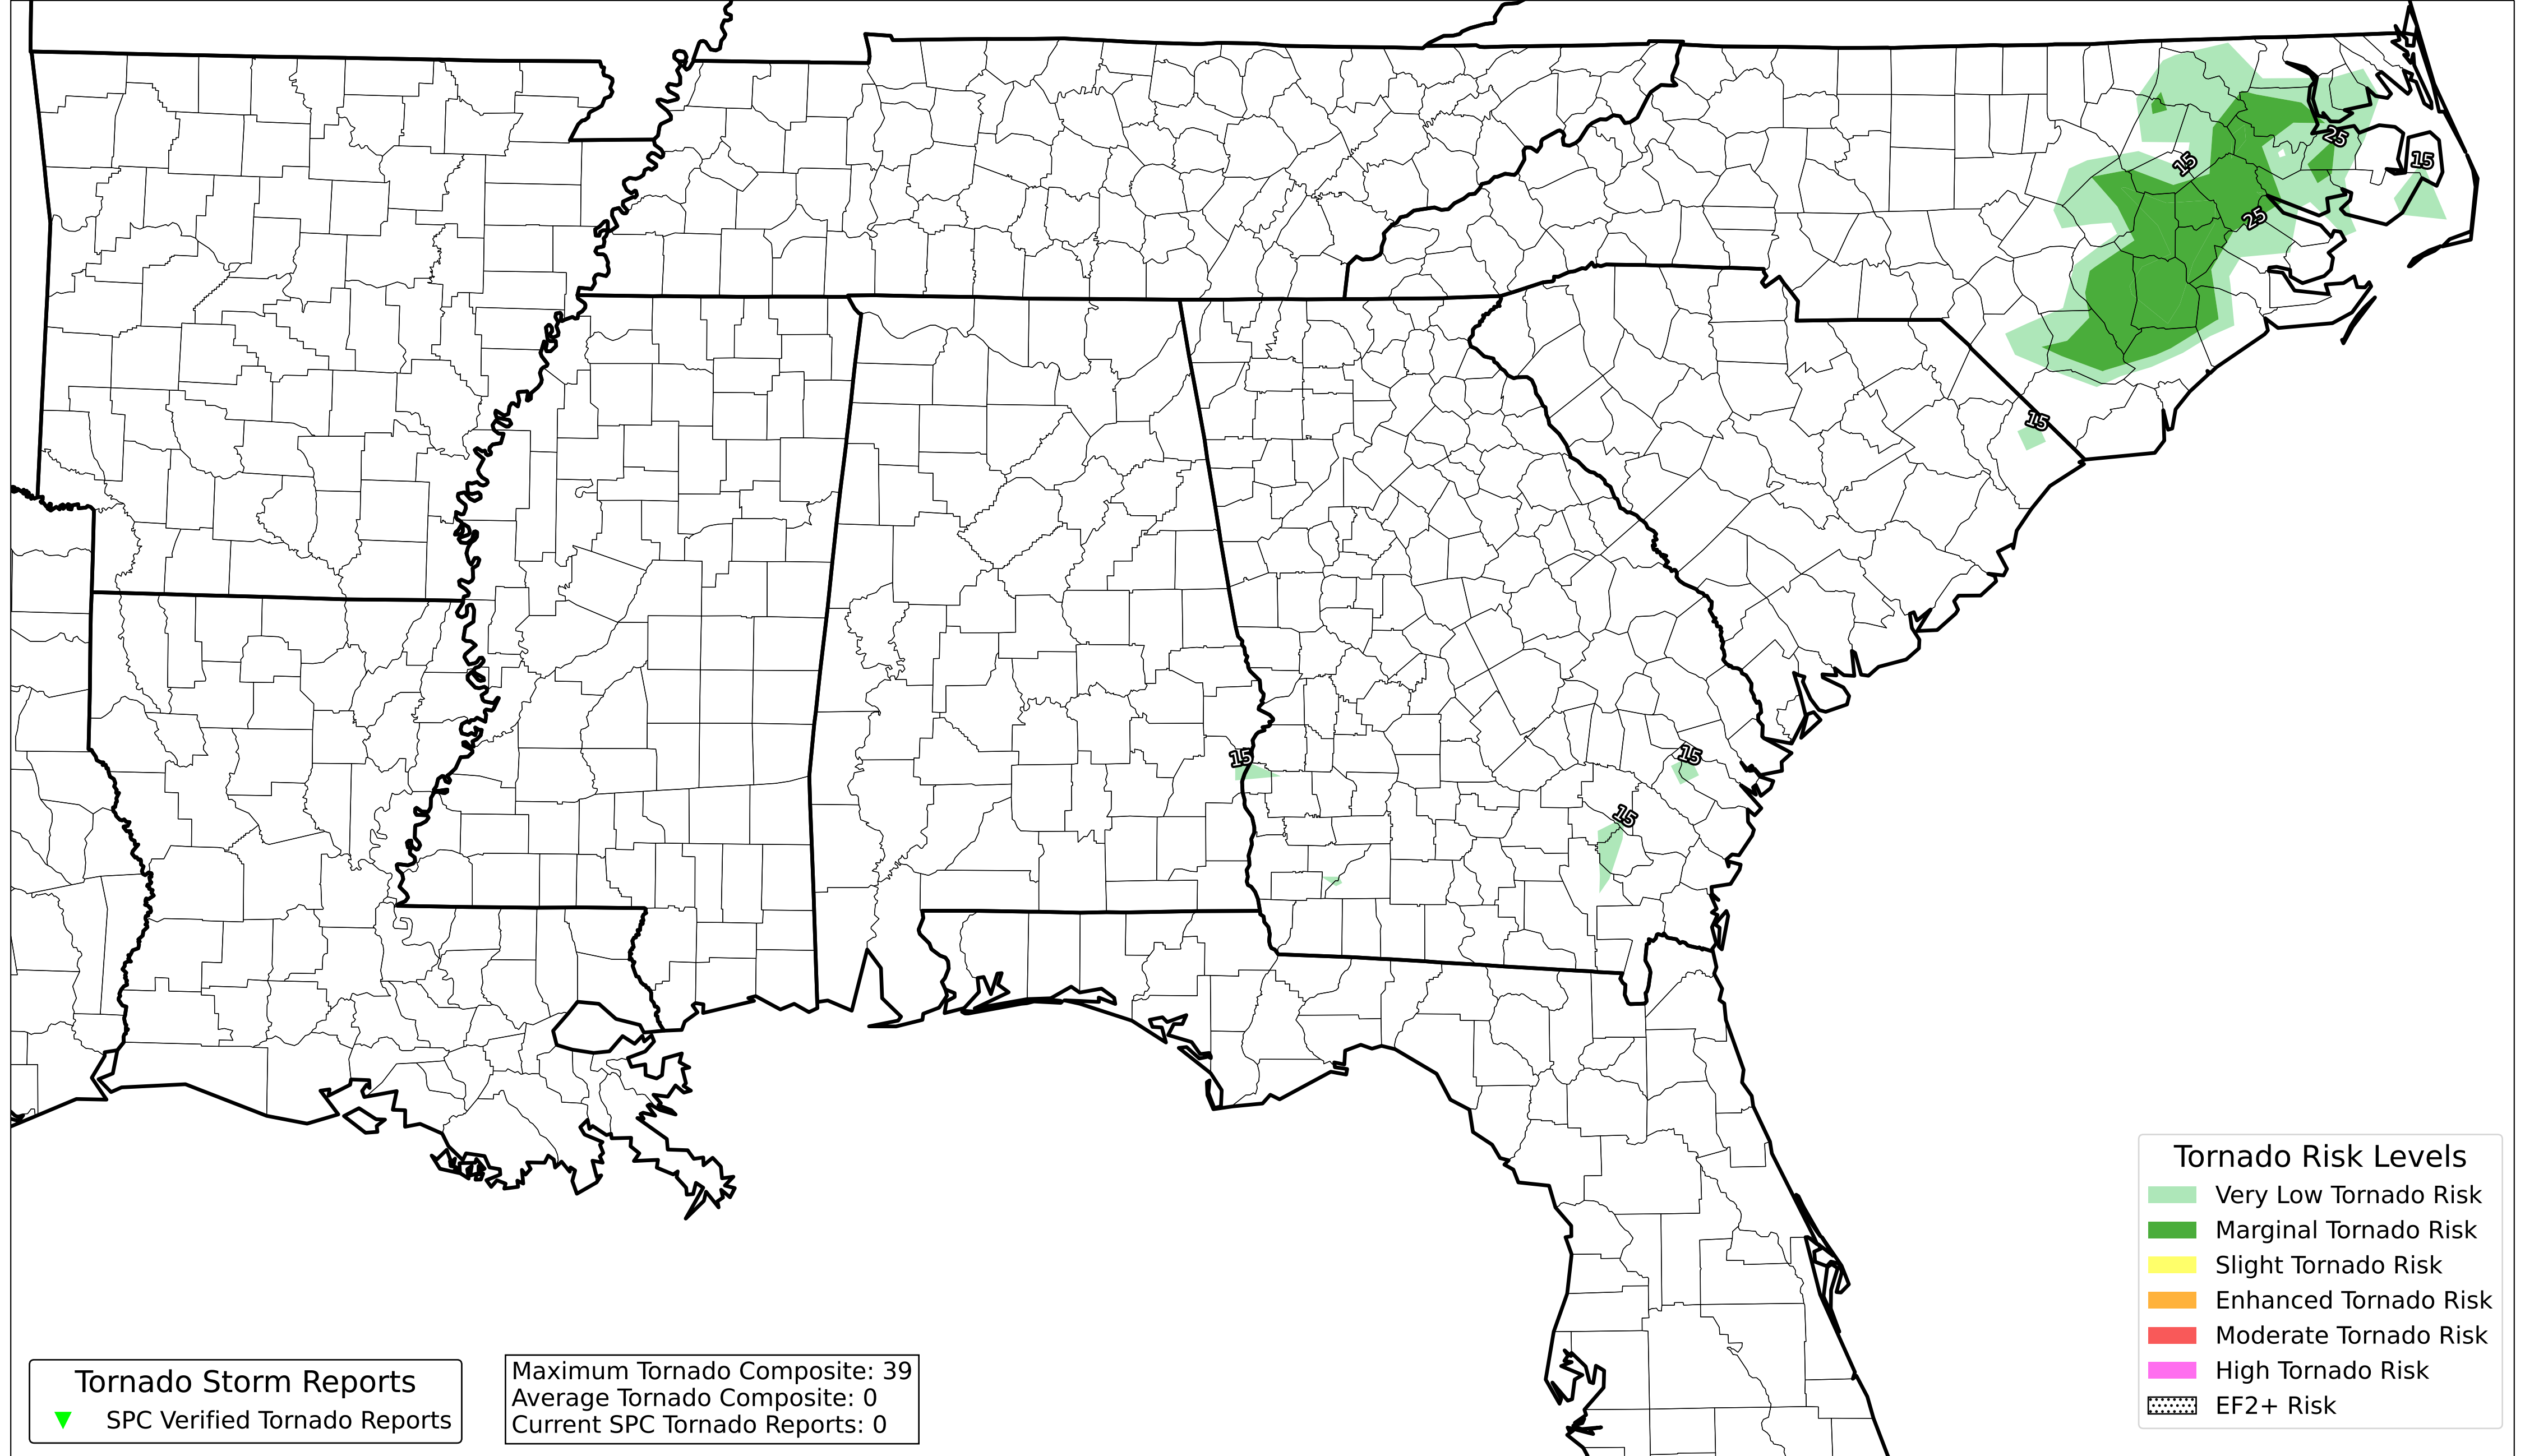 25
15
15
25
15
15
15
15
Tornado Risk Levels
Very Low Tornado Risk
Marginal Tornado Risk
Slight Tornado Risk
Enhanced Tornado Risk
Moderate Tornado Risk
High Tornado Risk
EF2+ Risk
Tornado Storm Reports
SPC Verified Tornado Reports
Maximum Tornado Composite: 39
Average Tornado Composite: 0
Current SPC Tornado Reports: 0